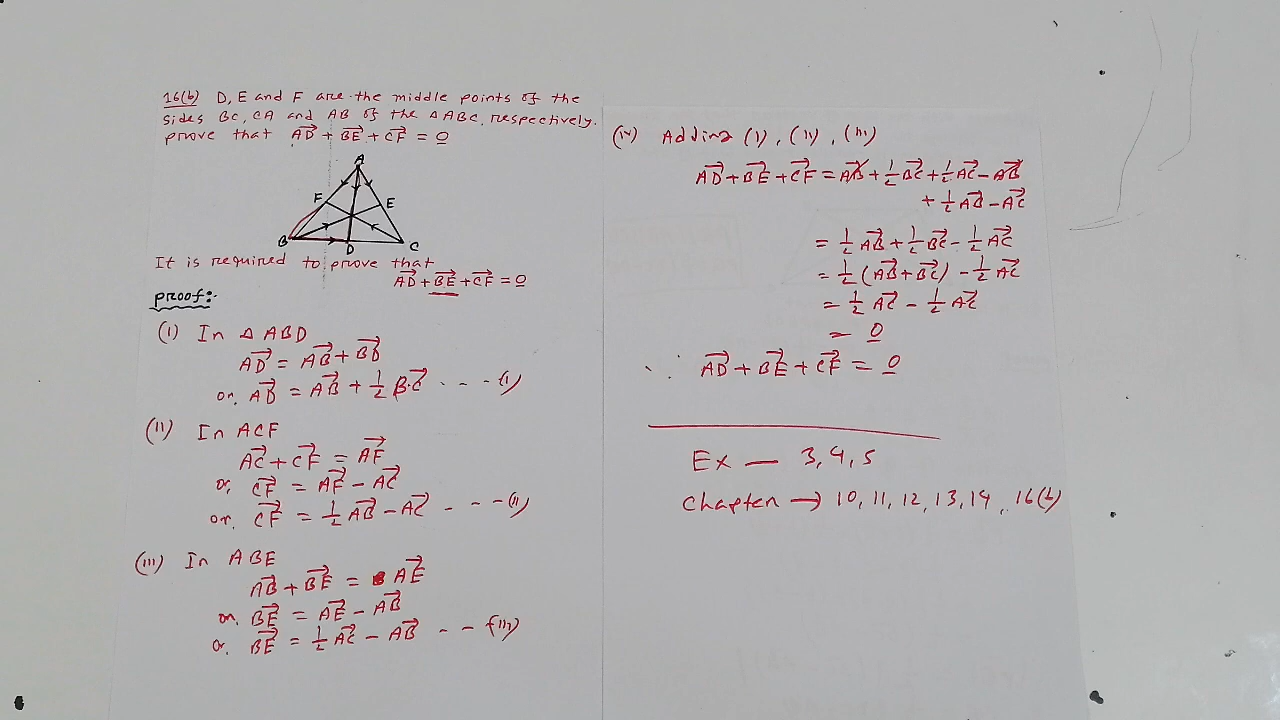 16(b) D, E and F are the middle points of the
sides BC, CA and AB of the △ABC, respectively.
prove that AD→ + BE→ + CF→ = 0
A
F
E
B
D
C
It is required to prove that
AD→ + BE→ + CF→ = 0
proof:-
(i) In △ ABD
AD→ = AB→ + BD→
or, AD→ = AB→ + 1/2 BC→ - - - (i)
(ii) In ACF
AC→ + CF→ = AF→
or, CF→ = AF→ - AC→
or, CF→ = 1/2 AB→ - AC→ - - - (ii)
(iii) In ABE
AB→ + BE→ = AE→
or, BE→ = AE→ - AB→
or, BE→ = 1/2 AC→ - AB→ - - (iii)
(iv) Adding (i), (ii), (iii)
AD→ + BE→ + CF→ = AB→ + 1/2 BC→ + 1/2 AC→ - AB→
+ 1/2 AB→ - AC→
= 1/2 AB→ + 1/2 BC→ - 1/2 AC→
= 1/2 (AB→ + BC→) - 1/2 AC→
= 1/2 AC→ - 1/2 AC→
= 0
∴ AD→ + BE→ + CF→ = 0
Ex — 3, 4, 5
Chapter → 10, 11, 12, 13, 14, 16(b)